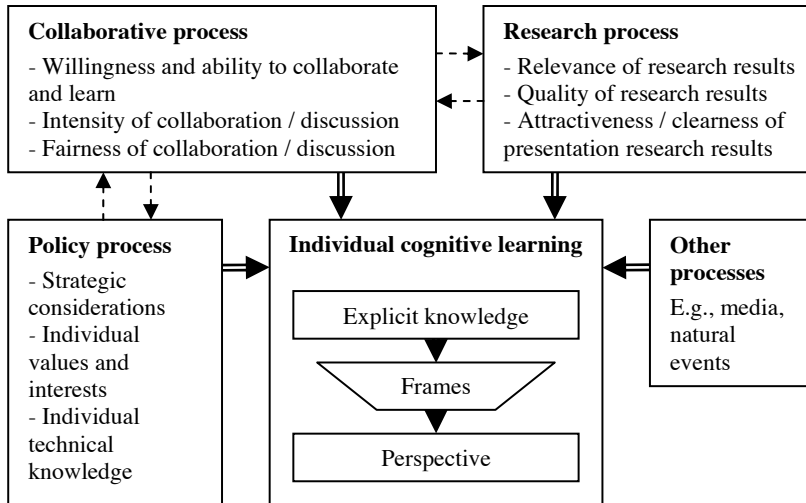 Collaborative process
- Willingness and ability to collaborate
and learn
- Intensity of collaboration / discussion
- Fairness of collaboration / discussion
Research process
- Relevance of research results
- Quality of research results
- Attractiveness / clearness of
presentation research results
Policy process
- Strategic
considerations
- Individual
values and
interests
- Individual
technical
knowledge
Individual cognitive learning
Explicit knowledge
Frames
Perspective
Other
processes
E.g., media,
natural
events